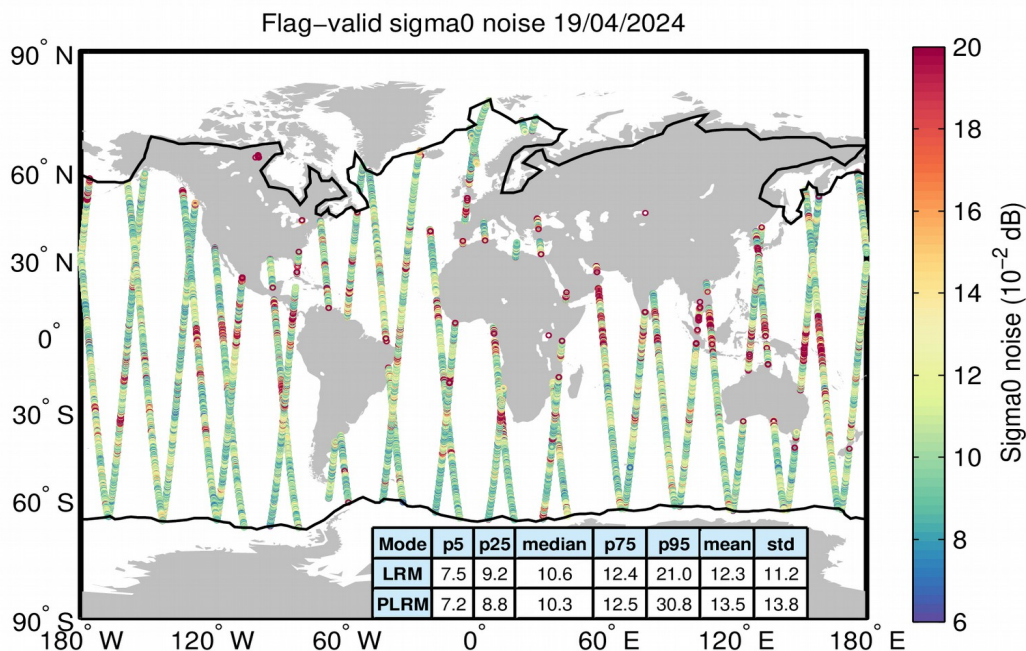 Flag−valid sigma0 noise 19/04/2024
90° N
60° N
30° N
0°
30° S
60° S
90° S
180° W
120° W
60° W
0°
60° E
120° E
180° E
Mode p5 p25 median p75 p95 mean std
LRM 7.5 9.2 10.6 12.4 21.0 12.3 11.2
PLRM 7.2 8.8 10.3 12.5 30.8 13.5 13.8
20
18
16
14
12
10
8
6
Sigma0 noise (10⁻² dB)